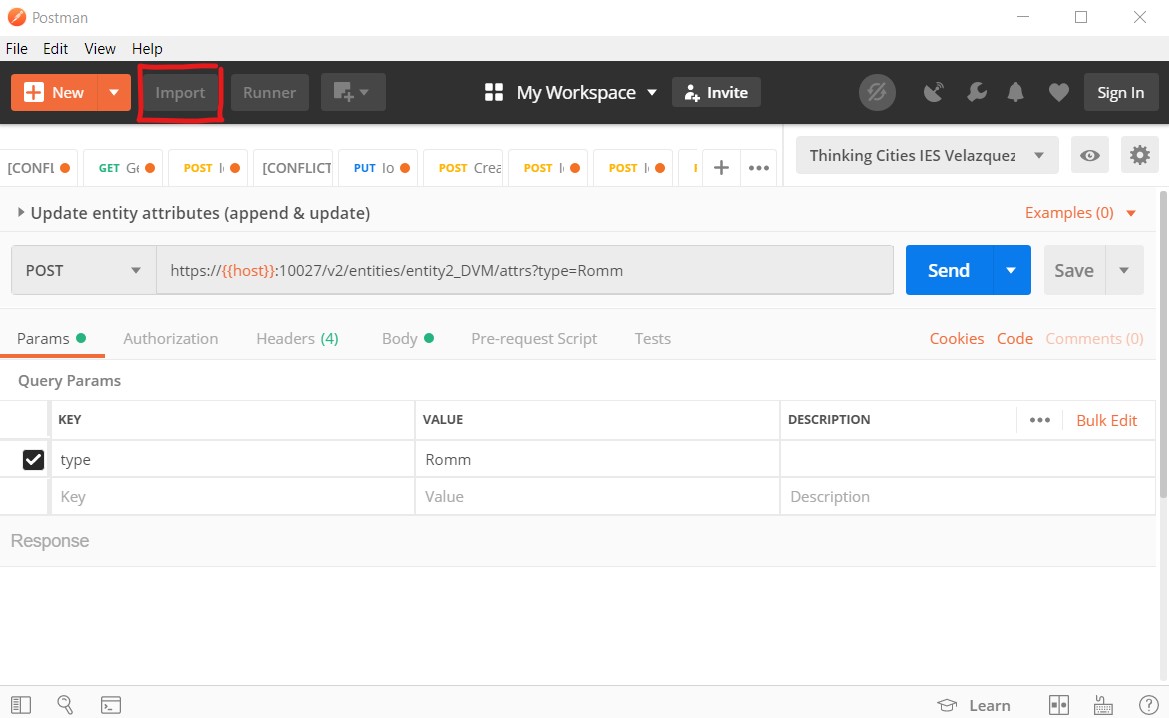 Postman
File Edit View Help
New Import Runner My Workspace Invite Sign In
[CONFL GET Ge POST [CONFLICT PUT Io POST Crea POST POST Thinking Cities IES Velazquez
Update entity attributes (append & update) Examples (0)
POST https://{{host}}:10027/v2/entities/entity2_DVM/attrs?type=Romm Send Save
Params Authorization Headers (4) Body Pre-request Script Tests Cookies Code Comments (0)
Query Params
KEY VALUE DESCRIPTION ••• Bulk Edit
type Romm
Key Value Description
Response
Learn